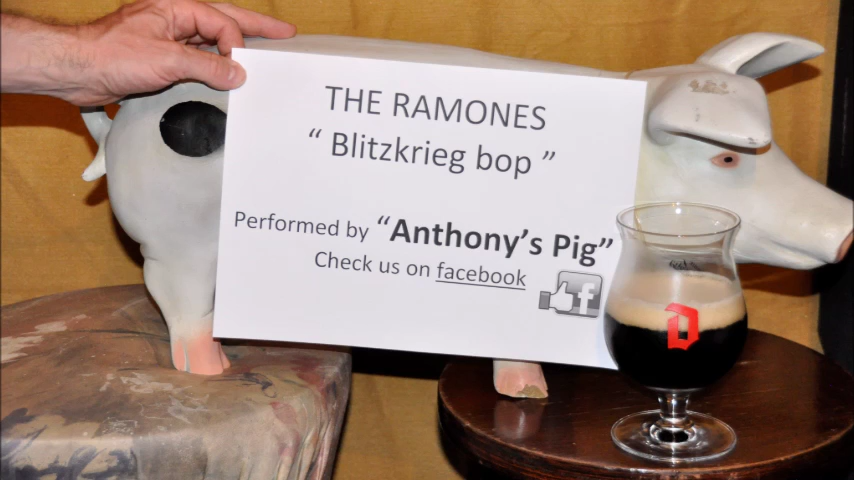 THE RAMONES
“ Blitzkrieg bop ”
Performed by “Anthony’s Pig”
Check us on facebook
f
D